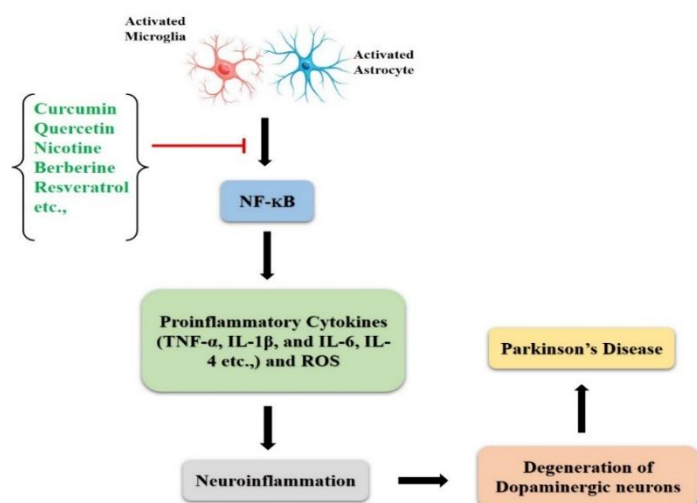 Activated
Microglia
Activated
Astrocyte
Curcumin
Quercetin
Nicotine
Berberine
Resveratrol
etc.,
NF-κB
Proinflammatory Cytokines
(TNF-α, IL-1β, and IL-6, IL-
4 etc.,) and ROS
Neuroinflammation
Degeneration of
Dopaminergic neurons
Parkinson's Disease